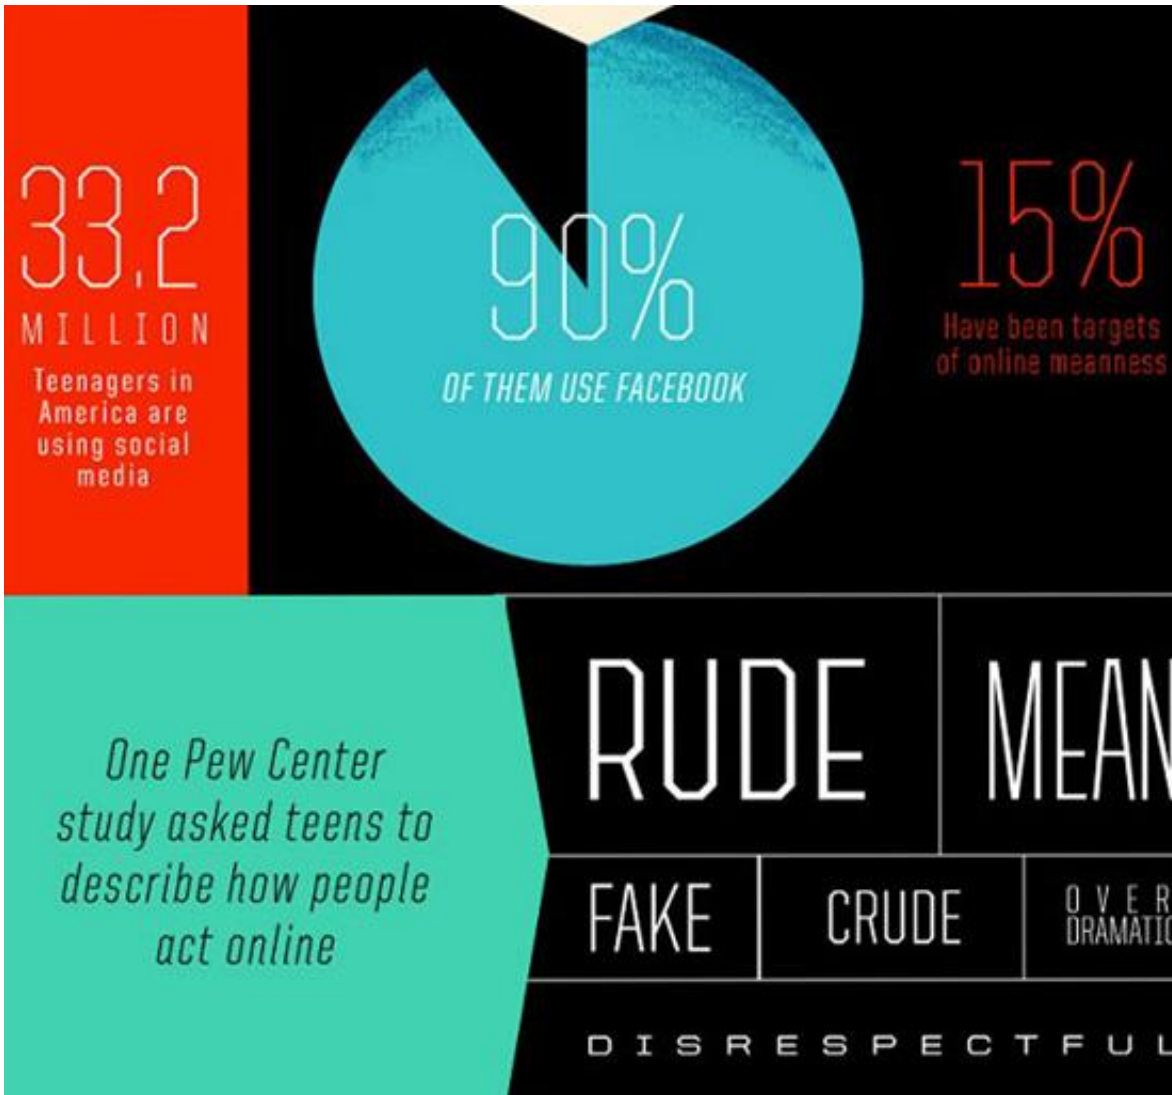 33.2
MILLION
Teenagers in
America are
using social
media
90%
OF THEM USE FACEBOOK
15%
Have been targets
of online meanness
One Pew Center
study asked teens to
describe how people
act online
RUDE
MEAN
FAKE
CRUDE
OVER
DRAMATIC
DISRESPECTFUL